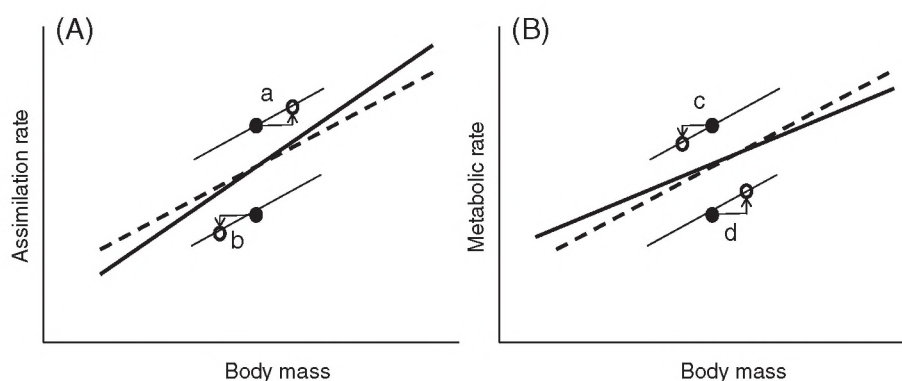 (A)
Assimilation rate
a
b
Body mass
(B)
Metabolic rate
c
d
Body mass